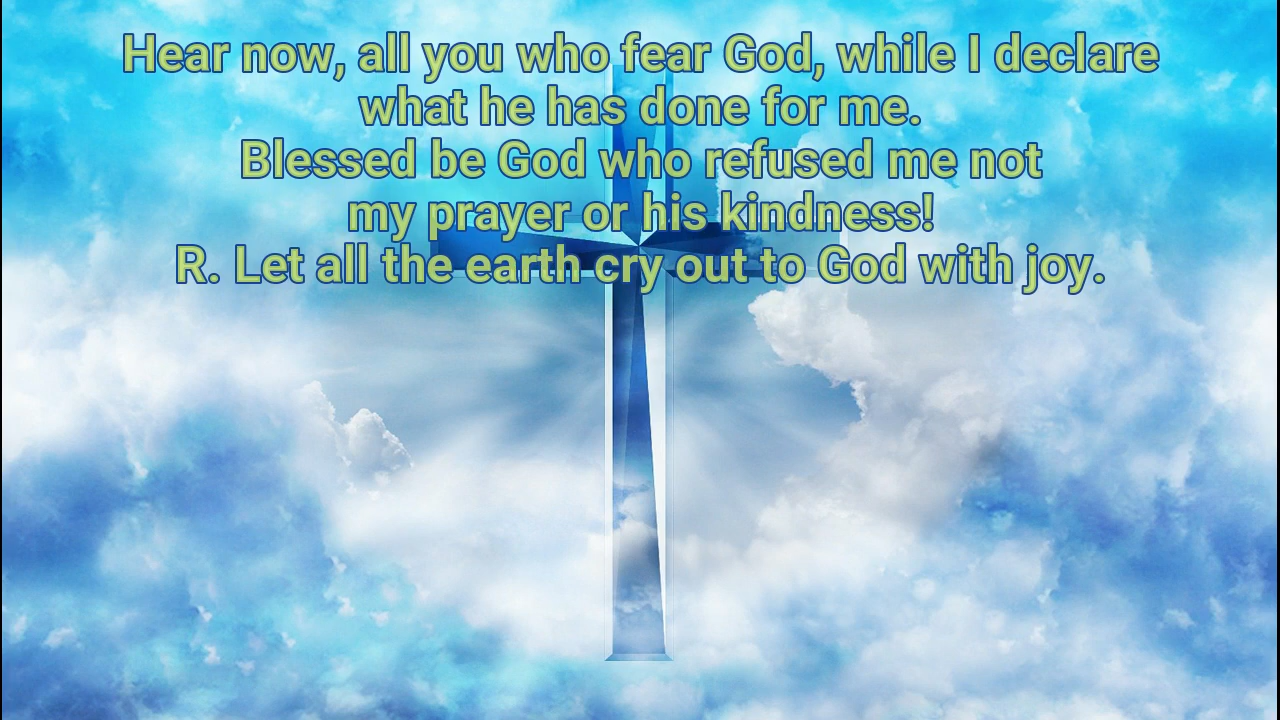 Hear now, all you who fear God, while I declare
what he has done for me.
Blessed be God who refused me not
my prayer or his kindness!
R. Let all the earth cry out to God with joy.